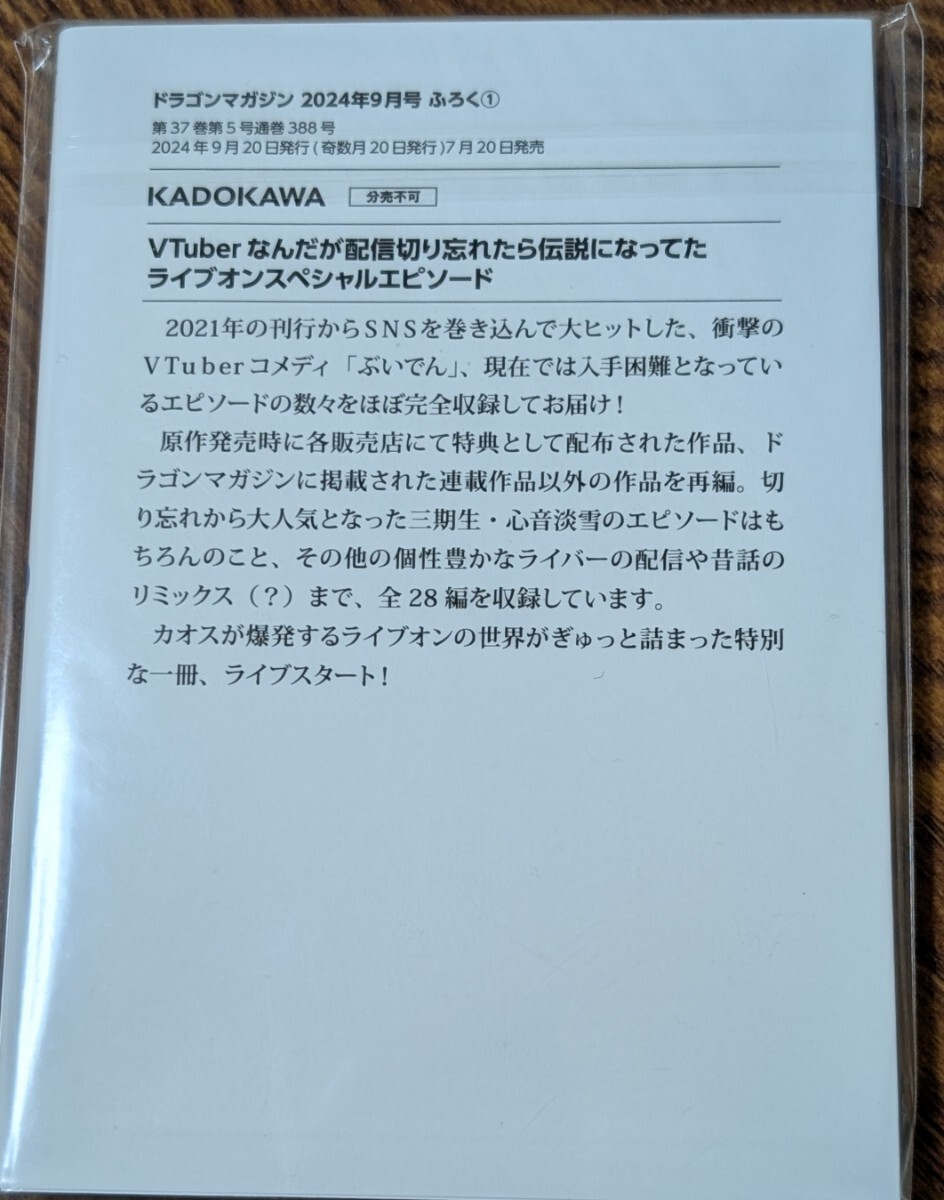 ドラゴンマガジン 2024年9月号 ふろく①
第37巻第5号通巻388号
2024年9月20日発行(奇数月20日発行)7月20日発売
KADOKAWA 分売不可
VTuberなんだが配信切り忘れたら伝説になってた
ライブオンスペシャルエピソード
2021年の刊行からSNSを巻き込んで大ヒットした、衝撃の
VTuberコメディ「ぶいでん」、現在では入手困難となってい
るエピソードの数々をほぼ完全収録してお届け!
原作発売時に各販売店にて特典として配布された作品、ド
ラゴンマガジンに掲載された連載作品以外の作品を再編。切
り忘れから大人気となった三期生・心音淡雪のエピソードはも
ちろんのこと、その他の個性豊かなライバーの配信や昔話の
リミックス(?)まで、全28編を収録しています。
カオスが爆発するライブオンの世界がぎゅっと詰まった特別
な一冊、ライブスタート!